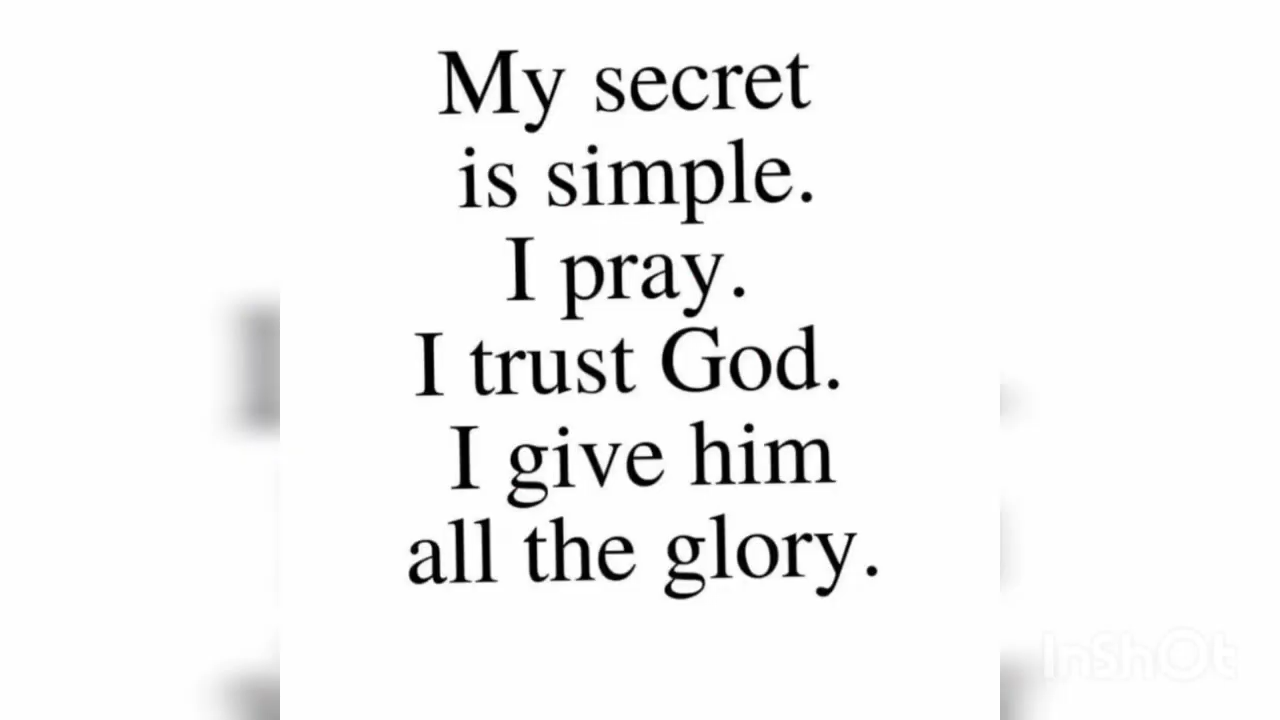 My secret
is simple.
I pray.
I trust God.
I give him
all the glory.
InShOt